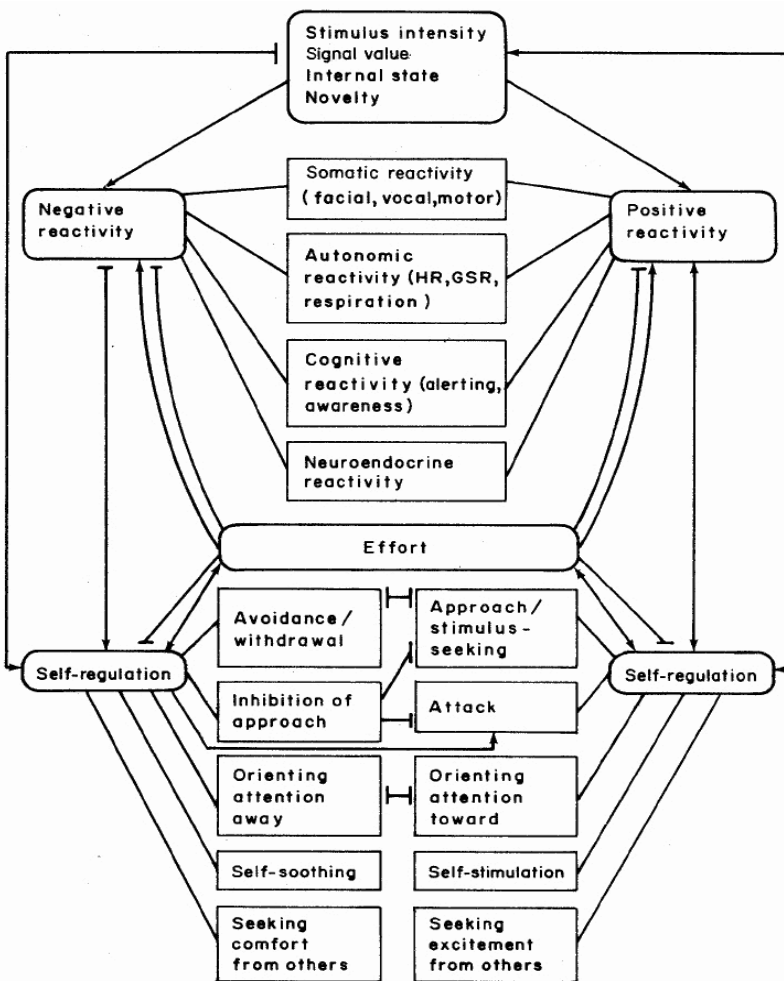 Stimulus intensity
Signal value
Internal state
Novelty
Negative
reactivity
Somatic reactivity
(facial, vocal, motor)
Positive
reactivity
Autonomic
reactivity (HR, GSR,
respiration)
Cognitive
reactivity (alerting,
awareness)
Neuroendocrine
reactivity
Effort
Avoidance/
withdrawal
Approach/
stimulus-
seeking
Self-regulation
Self-regulation
Inhibition of
approach
Attack
Orienting
attention
away
Orienting
attention
toward
Self-soothing
Self-stimulation
Seeking
comfort
from others
Seeking
excitement
from others